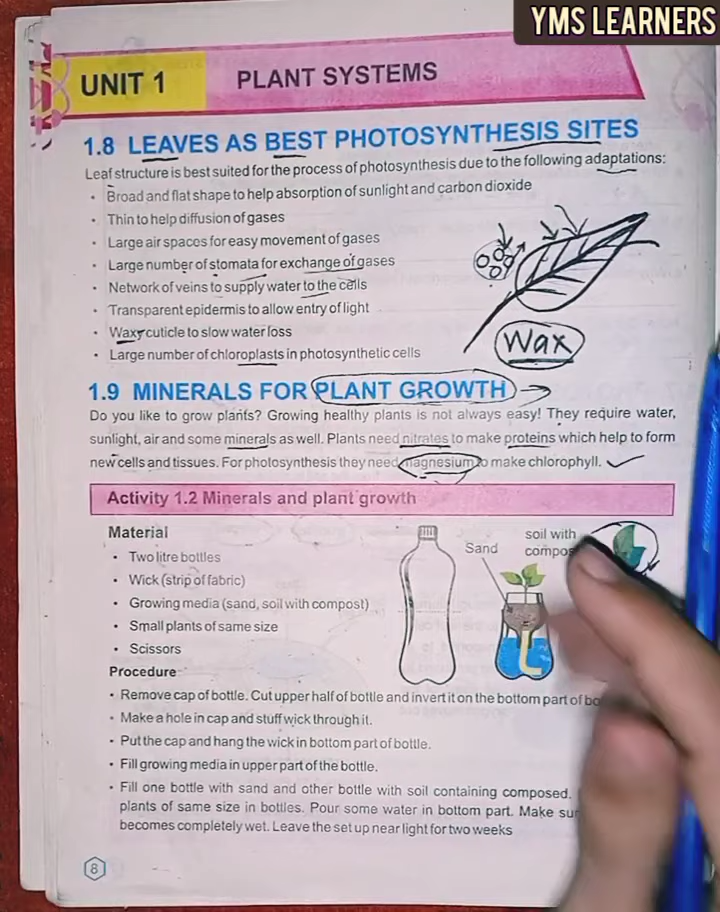 YMS LEARNERS
UNIT 1 PLANT SYSTEMS
1.8 LEAVES AS BEST PHOTOSYNTHESIS SITES
Leaf structure is best suited for the process of photosynthesis due to the following adaptations:
• Broad and flat shape to help absorption of sunlight and carbon dioxide
• Thin to help diffusion of gases
• Large air spaces for easy movement of gases
• Large number of stomata for exchange of gases
• Network of veins to supply water to the cells
• Transparent epidermis to allow entry of light
• Waxy cuticle to slow water loss
• Large number of chloroplasts in photosynthetic cells
Wax
1.9 MINERALS FOR PLANT GROWTH
Do you like to grow plants? Growing healthy plants is not always easy! They require water,
sunlight, air and some minerals as well. Plants need nitrates to make proteins which help to form
new cells and tissues. For photosynthesis they need magnesium to make chlorophyll.
Activity 1.2 Minerals and plant growth
Material
• Two litre bottles
• Wick (strip of fabric)
• Growing media (sand, soil with compost)
• Small plants of same size
• Scissors
Sand
soil with
compos
Procedure
• Remove cap of bottle. Cut upper half of bottle and invert it on the bottom part of bo
• Make a hole in cap and stuff wick through it.
• Put the cap and hang the wick in bottom part of bottle.
• Fill growing media in upper part of the bottle.
• Fill one bottle with sand and other bottle with soil containing composed.
plants of same size in bottles. Pour some water in bottom part. Make su
becomes completely wet. Leave the set up near light for two weeks
8